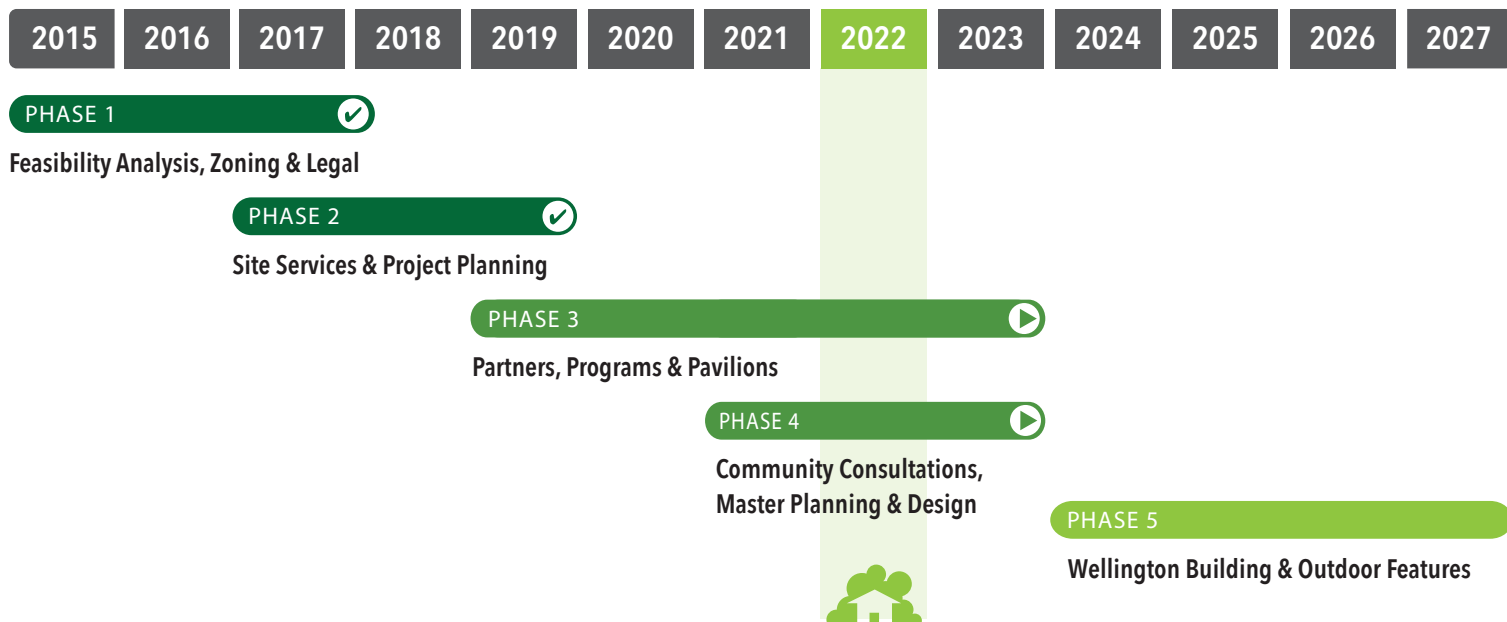 2015 2016 2017 2018 2019 2020 2021 2022 2023 2024 2025 2026 2027
PHASE 1
Feasibility Analysis, Zoning & Legal
PHASE 2
Site Services & Project Planning
PHASE 3
Partners, Programs & Pavilions
PHASE 4
Community Consultations,
Master Planning & Design
PHASE 5
Wellington Building & Outdoor Features